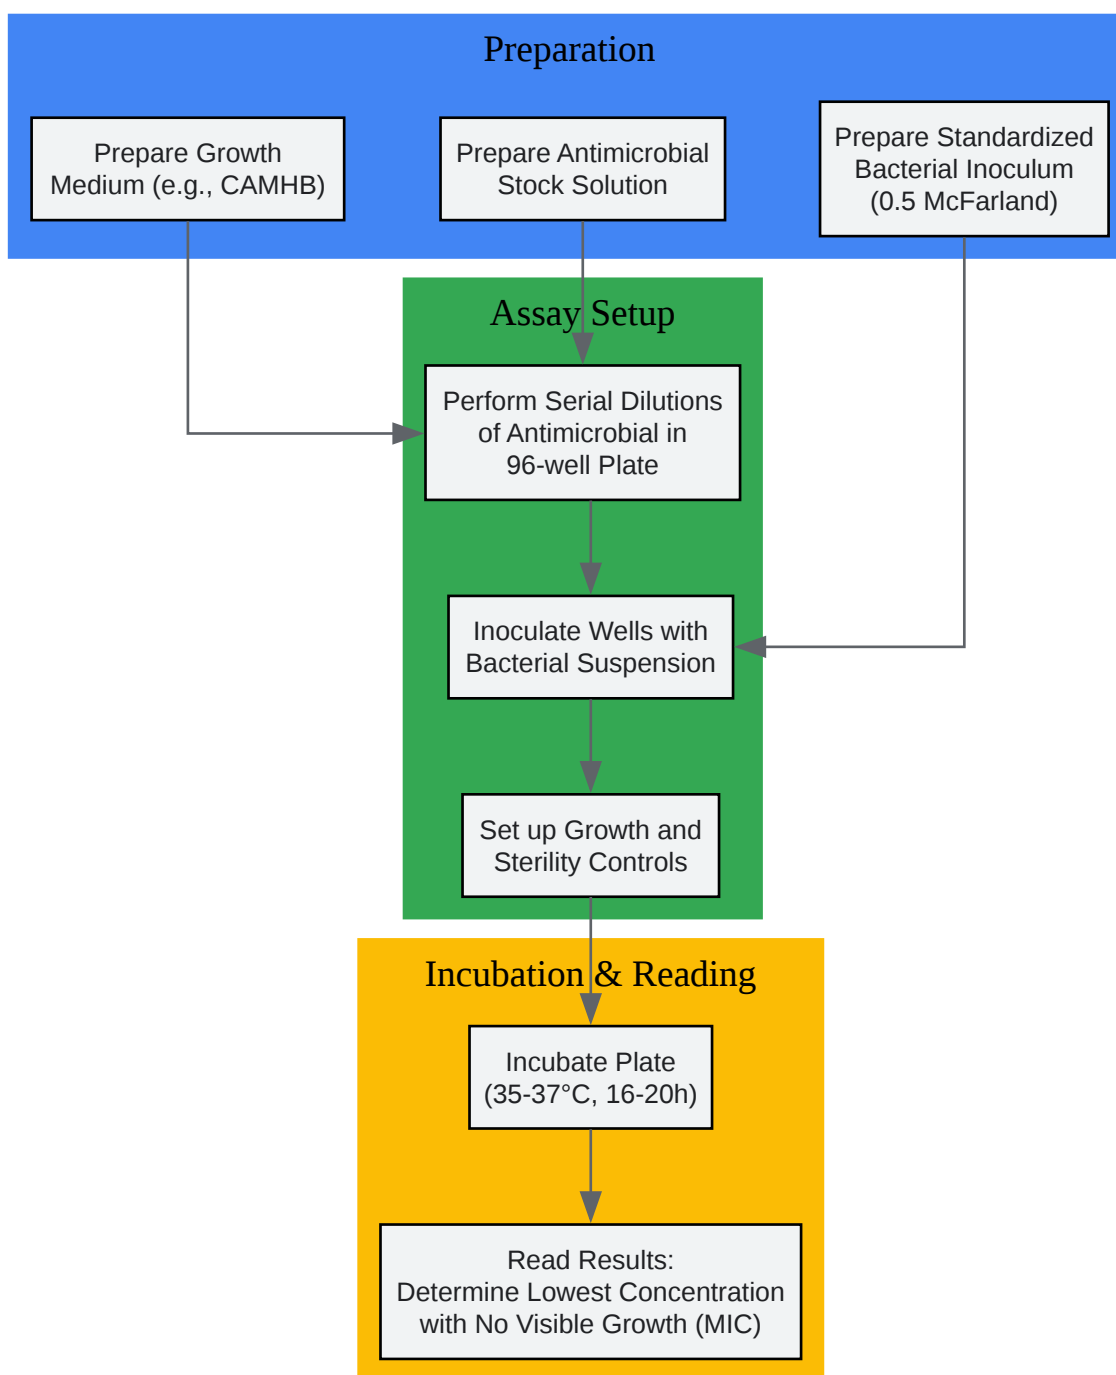 Preparation
Prepare Growth
Medium (e.g., CAMHB)
Prepare Antimicrobial
Stock Solution
Prepare Standardized
Bacterial Inoculum
(0.5 McFarland)
Assay Setup
Perform Serial Dilutions
of Antimicrobial in
96-well Plate
Inoculate Wells with
Bacterial Suspension
Set up Growth and
Sterility Controls
Incubation & Reading
Incubate Plate
(35-37°C, 16-20h)
Read Results:
Determine Lowest Concentration
with No Visible Growth (MIC)